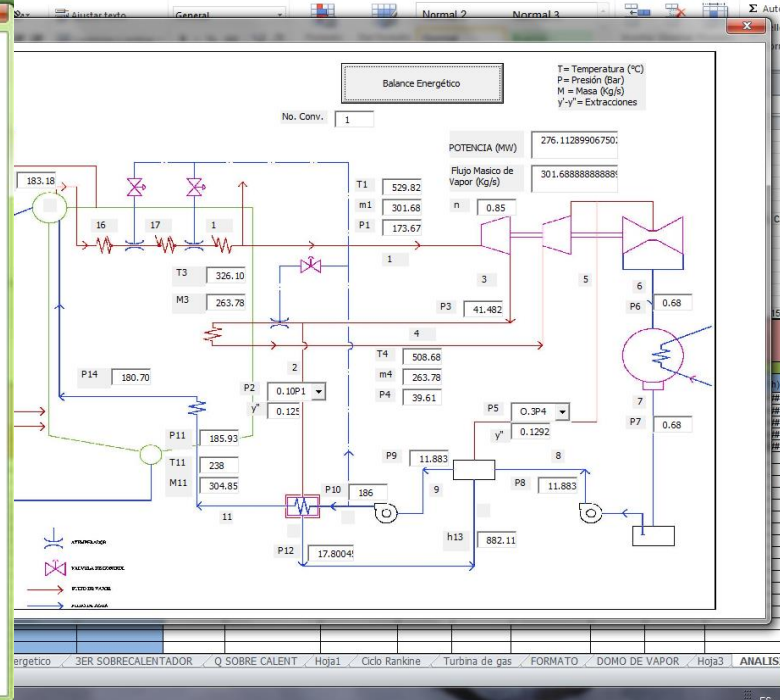 Ajustar texto
General
Normal 2
Normal 3
Σ Auto
Balance Energético
T= Temperatura (°C)
P= Presión (Bar)
M = Masa (Kg/s)
y'-y"= Extracciones
No. Conv.
1
POTENCIA (MW)
276.1128990675
Flujo Masico de
Vapor (Kg/s)
301.6888888888
n
0.85
183.18
16
17
1
T1
529.82
m1
301.68
P1
173.67
1
T3
326.10
M3
263.78
3
5
6
P6
0.68
P3
41.482
4
T4
508.68
m4
263.78
P4
39.61
2
P2
0.10P1
y"
0.125
P14
180.70
7
P7
0.68
P5
O.3P4
y"
0.1292
P11
185.93
T11
238
M11
304.85
P9
11.883
8
P8
11.883
9
P10
186
11
P12
17.8004
h13
882.11
ATEMPERADOR
FLUJO DE VAPOR
FLUJO DE AGUA
ergetico
3ER SOBRECALENTADOR
Q SOBRE CALENT
Hoja1
Ciclo Rankine
Turbina de gas
FORMATO
DOMO DE VAPOR
Hoja3
ANALIS